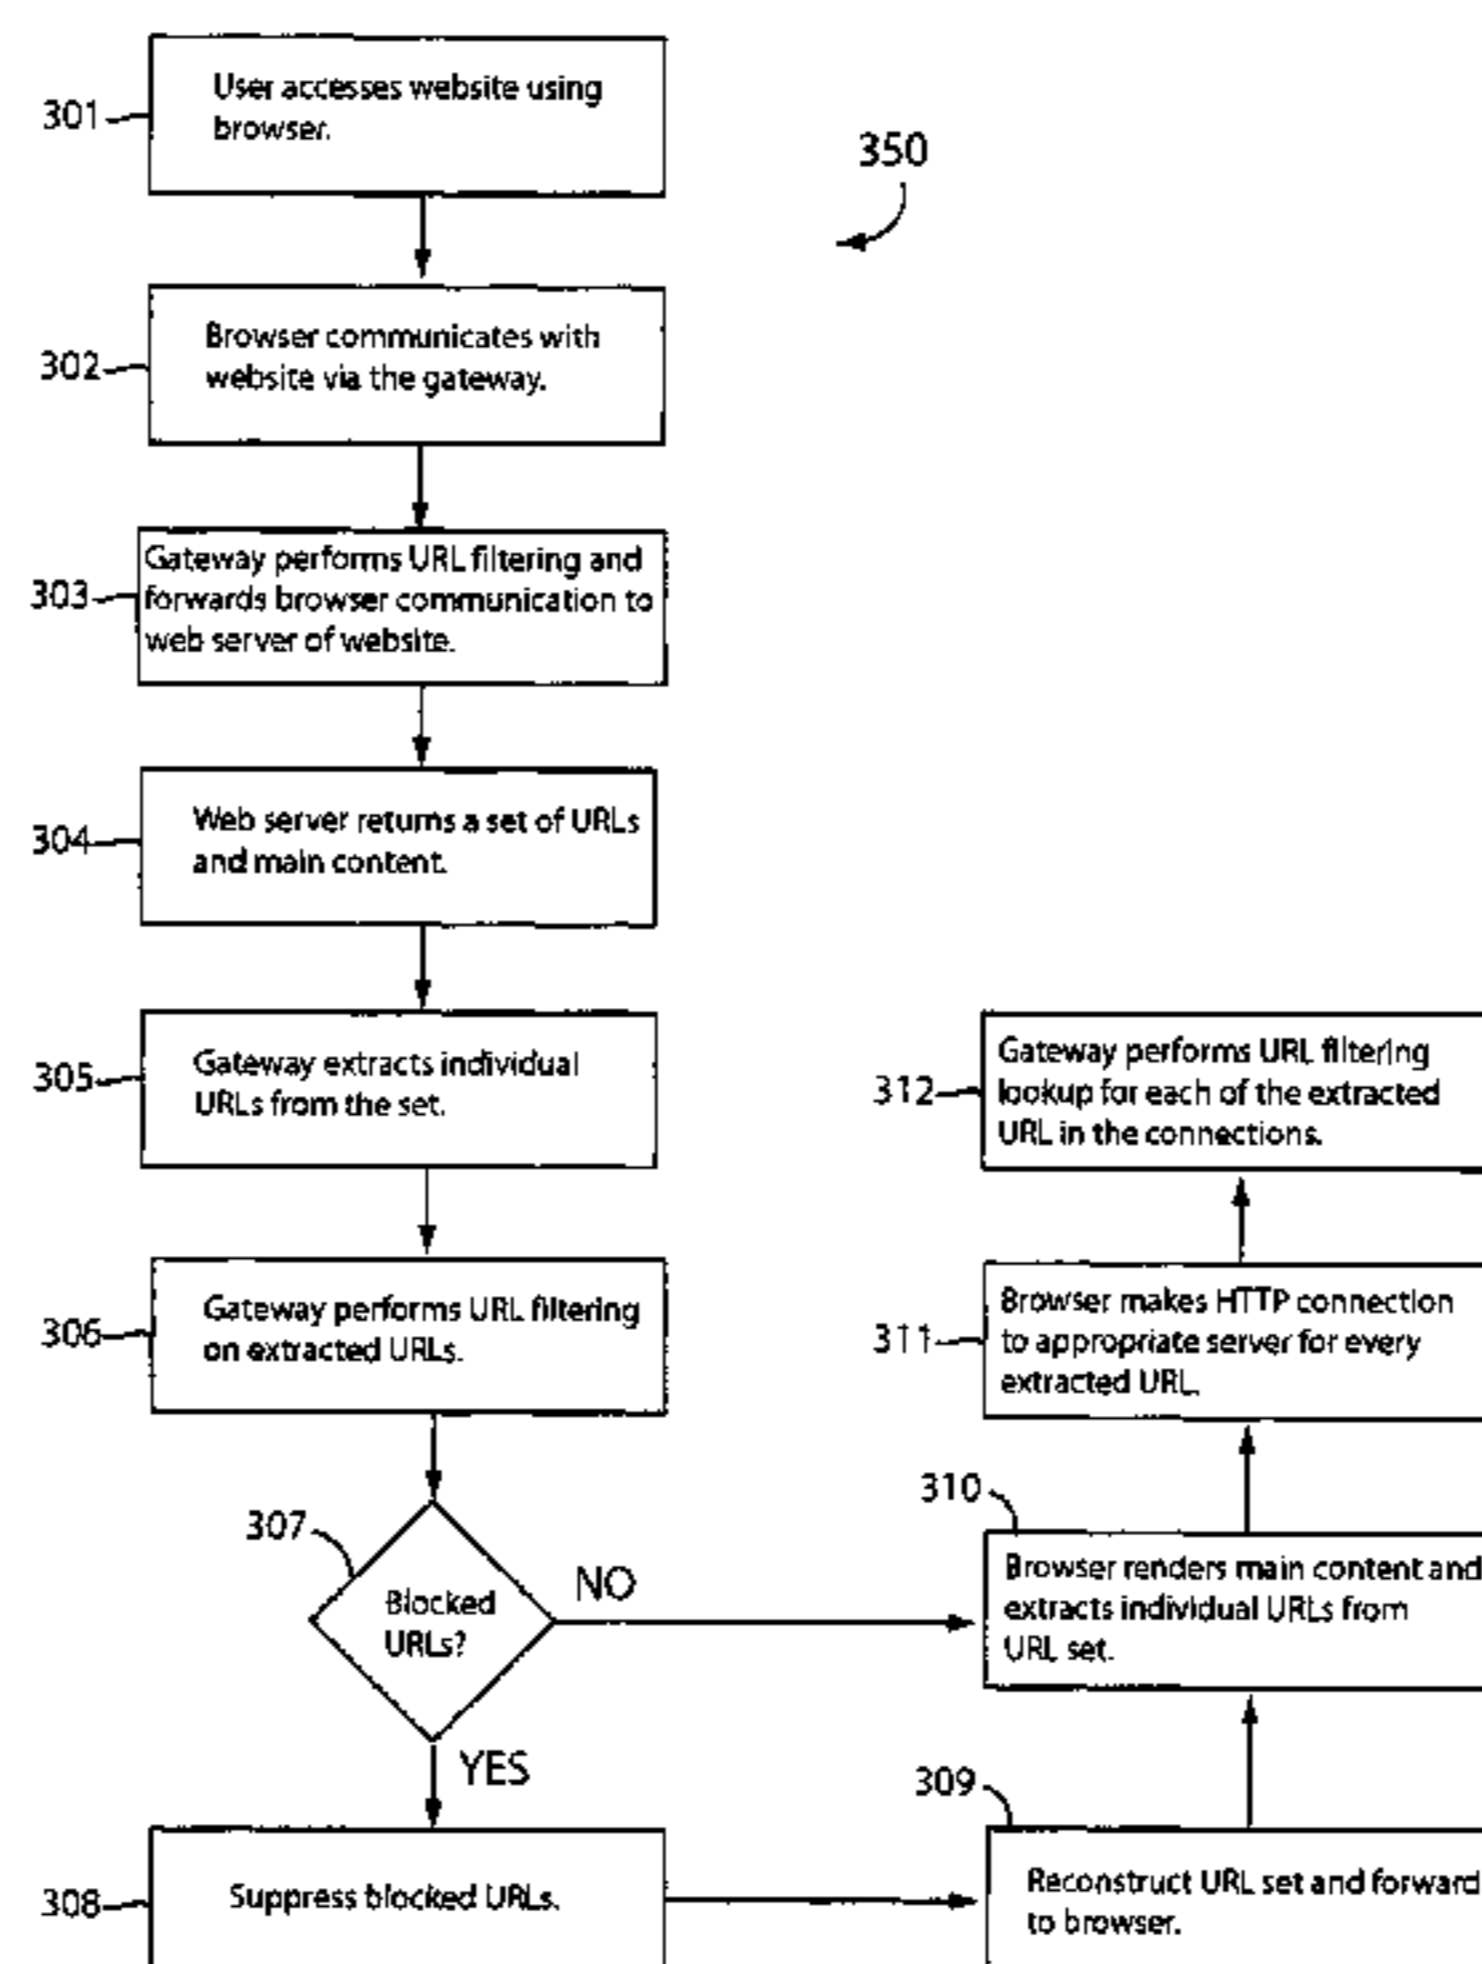 301
User accesses website using
browser.
350
302
Browser communicates with
website via the gateway.
303
Gateway performs URL filtering and
forwards browser communication to
web server of website.
304
Web server returns a set of URLs
and main content.
305
Gateway extracts individual
URLs from the set.
306
Gateway performs URL filtering
on extracted URLs.
307
Blocked
URLs?
NO
YES
308
Suppress blocked URLs.
309
Reconstruct URL set and forward
to browser.
310
Browser renders main content and
extracts individual URLs from
URL set.
311
Browser makes HTTP connection
to appropriate server for every
extracted URL.
312
Gateway performs URL filtering
lookup for each of the extracted
URL in the connections.